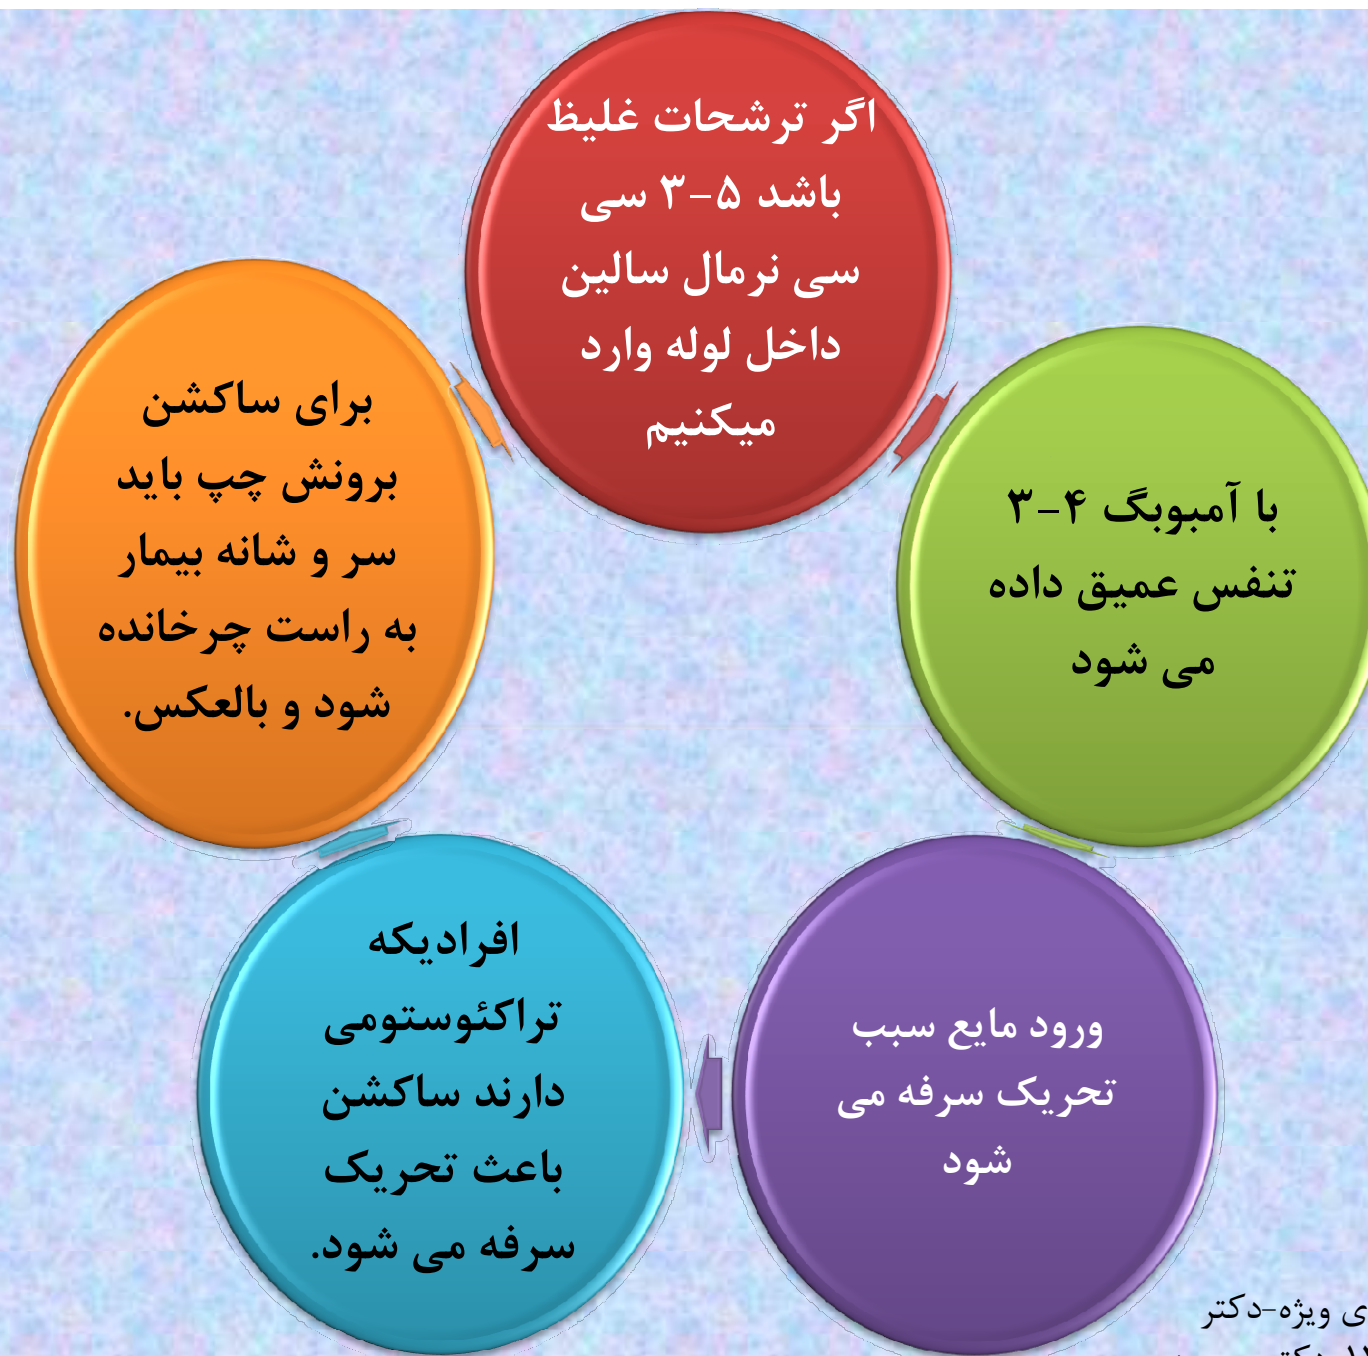 اگر ترشحات غلیظ
باشد ۵-۳ سی
سی نرمال سالین
داخل لوله وارد
میکنیم
با آمبوبگ ۴-۳
تنفس عمیق داده
می شود
ورود مایع سبب
تحریک سرفه می
شود
افرادیکه
تراکئوستومی
دارند ساکشن
باعث تحریک
سرفه می شود.
برای ساکشن
برونش چپ باید
سر و شانه بیمار
به راست چرخانده
شود و بالعکس.
ی ویژه-دکتر